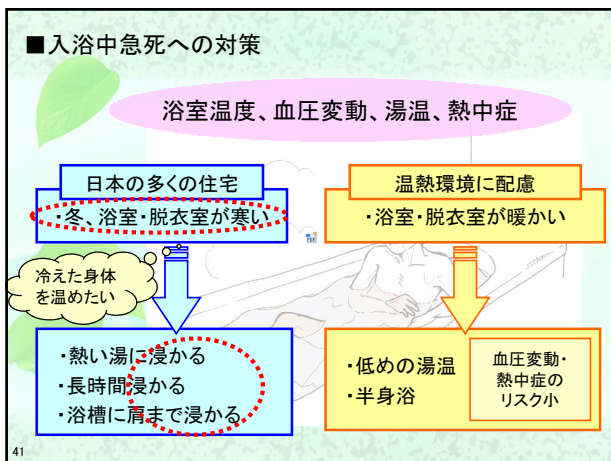 ■入浴中急死への対策
浴室温度、血圧変動、湯温、熱中症
日本の多くの住宅
・冬、浴室・脱衣室が寒い
冷えた身体
を温めたい
・熱い湯に浸かる
・長時間浸かる
・浴槽に肩まで浸かる
温熱環境に配慮
・浴室・脱衣室が暖かい
・低めの湯温
・半身浴
血圧変動・
熱中症の
リスク小
41